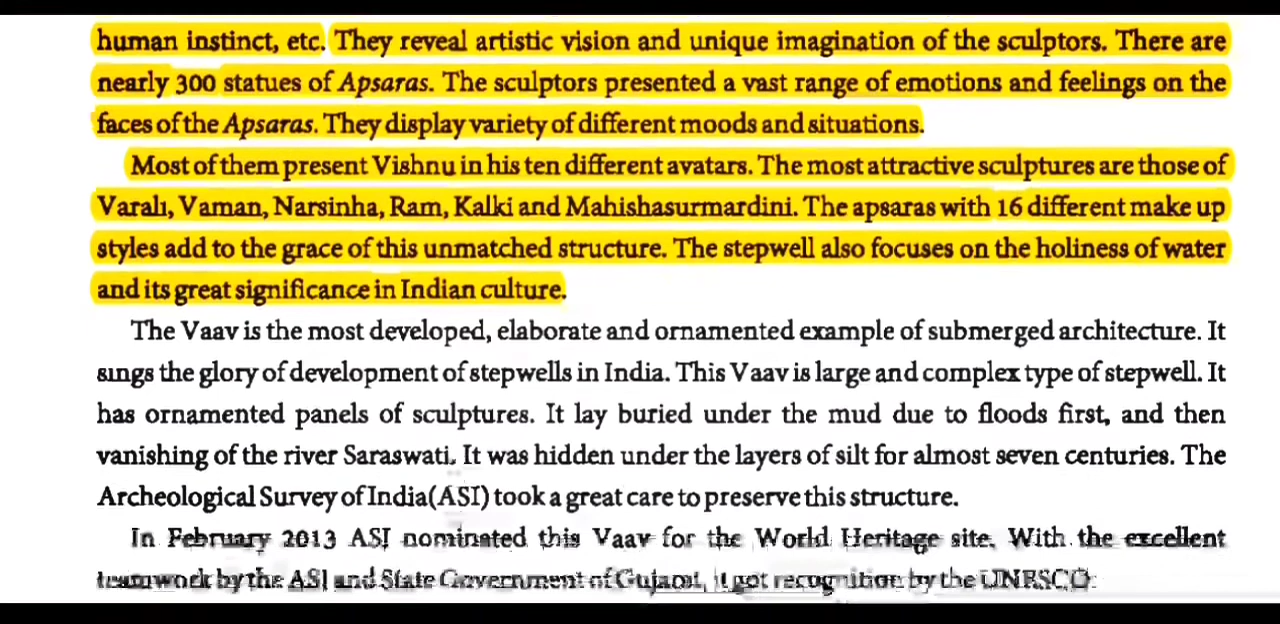 human instinct, etc. They reveal artistic vision and unique imagination of the sculptors. There are
nearly 300 statues of Apsaras. The sculptors presented a vast range of emotions and feelings on the
faces of the Apsaras. They display variety of different moods and situations.
Most of them present Vishnu in his ten different avatars. The most attractive sculptures are those of
Varah, Vaman, Narsinha, Ram, Kalki and Mahishasurmardini. The apsaras with 16 different make up
styles add to the grace of this unmatched structure. The stepwell also focuses on the holiness of water
and its great significance in Indian culture.
The Vaav is the most developed, elaborate and ornamented example of submerged architecture. It
sings the glory of development of stepwells in India. This Vaav is large and complex type of stepwell. It
has ornamented panels of sculptures. It lay buried under the mud due to floods first, and then
vanishing of the river Saraswati. It was hidden under the layers of silt for almost seven centuries. The
Archeological Survey of India(ASI) took a great care to preserve this structure.
In February 2013 ASI nominated this Vaav for the World Heritage site. With the excellent
teamwork by the ASI and State Government of Gujarat, it got recognition by the UNESCO.